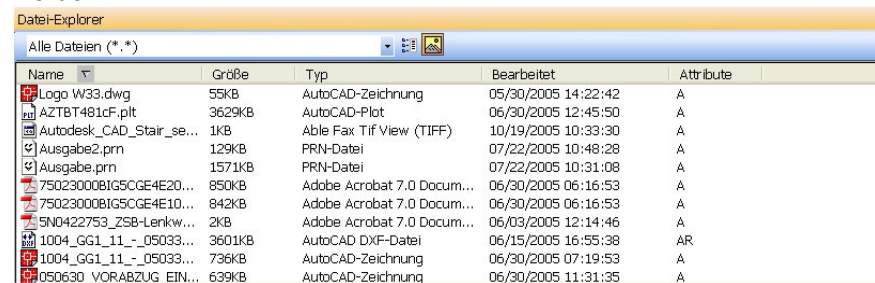 Datei-Explorer
Alle Dateien (*.*)
Name Größe Typ Bearbeitet Attribute
Logo W33.dwg 55KB AutoCAD-Zeichnung 05/30/2005 14:22:42 A
AZTBT481cF.plt 3629KB AutoCAD-Plot 06/30/2005 12:45:50 A
Autodesk_CAD_Stair_se... 1KB Able Fax Tif View (TIFF) 10/19/2005 10:33:30 A
Ausgabe2.prn 129KB PRN-Datei 07/22/2005 10:48:28 A
Ausgabe.prn 1571KB PRN-Datei 07/22/2005 10:31:08 A
75023000BIG5CGE4E20... 850KB Adobe Acrobat 7.0 Docum... 06/30/2005 06:16:53 A
75023000BIG5CGE4E10... 842KB Adobe Acrobat 7.0 Docum... 06/30/2005 06:16:53 A
5N0422753_ZSB-Lenkw... 2KB Adobe Acrobat 7.0 Docum... 06/03/2005 12:14:46 A
1004_GG1_11_-_05033... 3601KB AutoCAD DXF-Datei 06/15/2005 16:55:38 AR
1004_GG1_11_-_05033... 736KB AutoCAD-Zeichnung 06/30/2005 07:19:53 A
050630_VORABZUG_EIN... 639KB AutoCAD-Zeichnung 06/30/2005 11:31:35 A